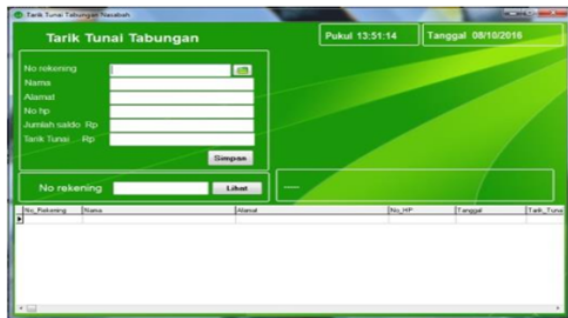 Tarik Tunai Tabungan Nasabah
Tarik Tunai Tabungan
Pukul 13:51:14
Tanggal 08/10/2016
No rekening
Nama
Alamat
No hp
Jumlah saldo Rp
Tarik Tunai Rp
Simpan
No rekening
Lihat
-----
No_Rekening Nama Alamat No_HP Tanggal Tarik_Tunai